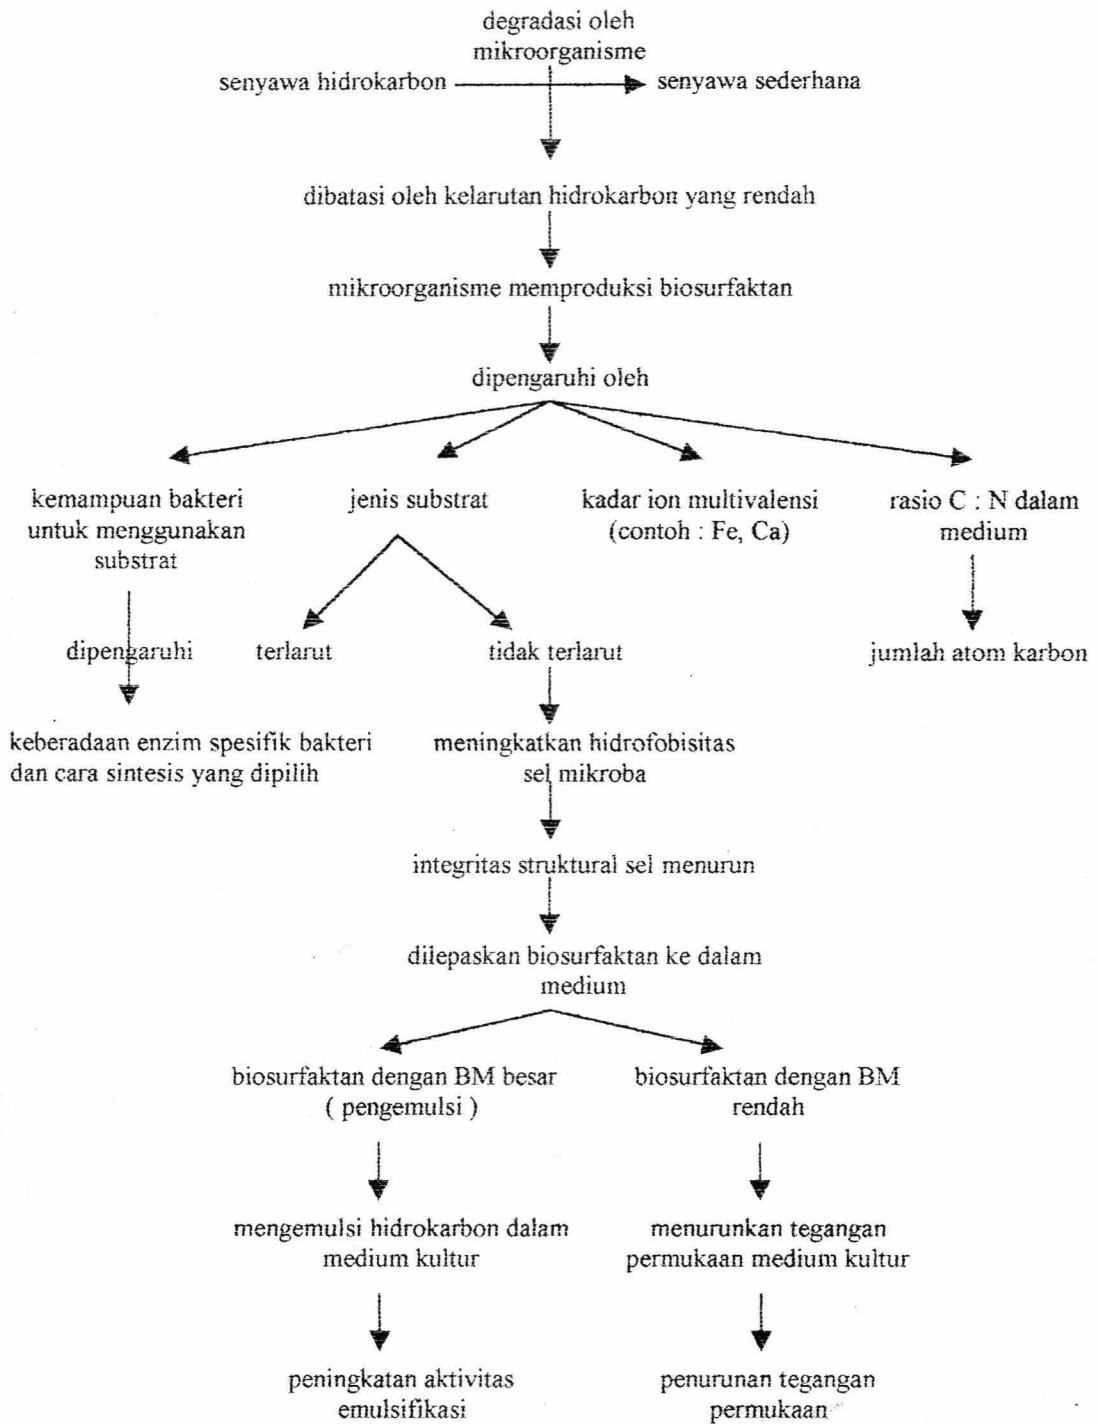 degradasi oleh
mikroorganisme
senyawa hidrokarbon
senyawa sederhana
dibatasi oleh kelarutan hidrokarbon yang rendah
mikroorganisme memproduksi biosurfaktan
dipengaruhi oleh
kemampuan bakteri
untuk menggunakan
substrat
jenis substrat
kadar ion multivalensi
(contoh : Fe, Ca)
rasio C : N dalam
medium
dipengaruhi
terlarut
tidak terlarut
jumlah atom karbon
keberadaan enzim spesifik bakteri
dan cara sintesis yang dipilih
meningkatkan hidrofobisitas
sel mikroba
integritas struktural sel menurun
dilepaskan biosurfaktan ke dalam
medium
biosurfaktan dengan BM besar
( pengemulsi )
biosurfaktan dengan BM
rendah
mengemulsi hidrokarbon dalam
medium kultur
menurunkan tegangan
permukaan medium kultur
peningkatan aktivitas
emulsifikasi
penurunan tegangan
permukaan